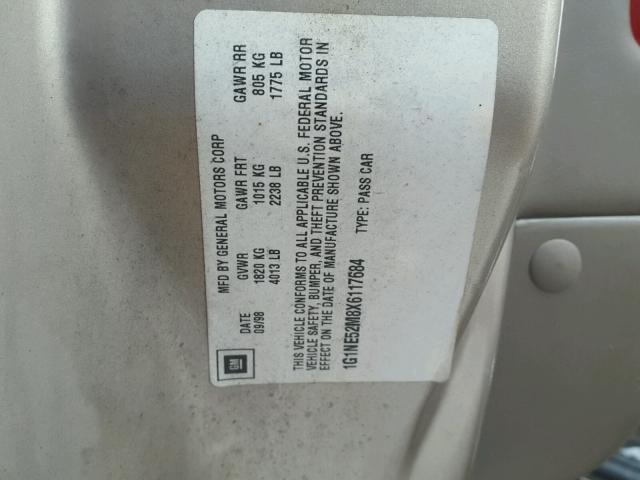 MFD BY GENERAL MOTORS CORP
DATE GVWR GAWR FRT GAWR RR
09/98 1820 KG 1015 KG 805 KG
4013 LB 2238 LB 1775 LB
GM
THIS VEHICLE CONFORMS TO ALL APPLICABLE U.S. FEDERAL MOTOR
VEHICLE SAFETY, BUMPER, AND THEFT PREVENTION STANDARDS IN
EFFECT ON THE DATE OF MANUFACTURE SHOWN ABOVE.
1G1NE52M8X6117684 TYPE: PASS CAR